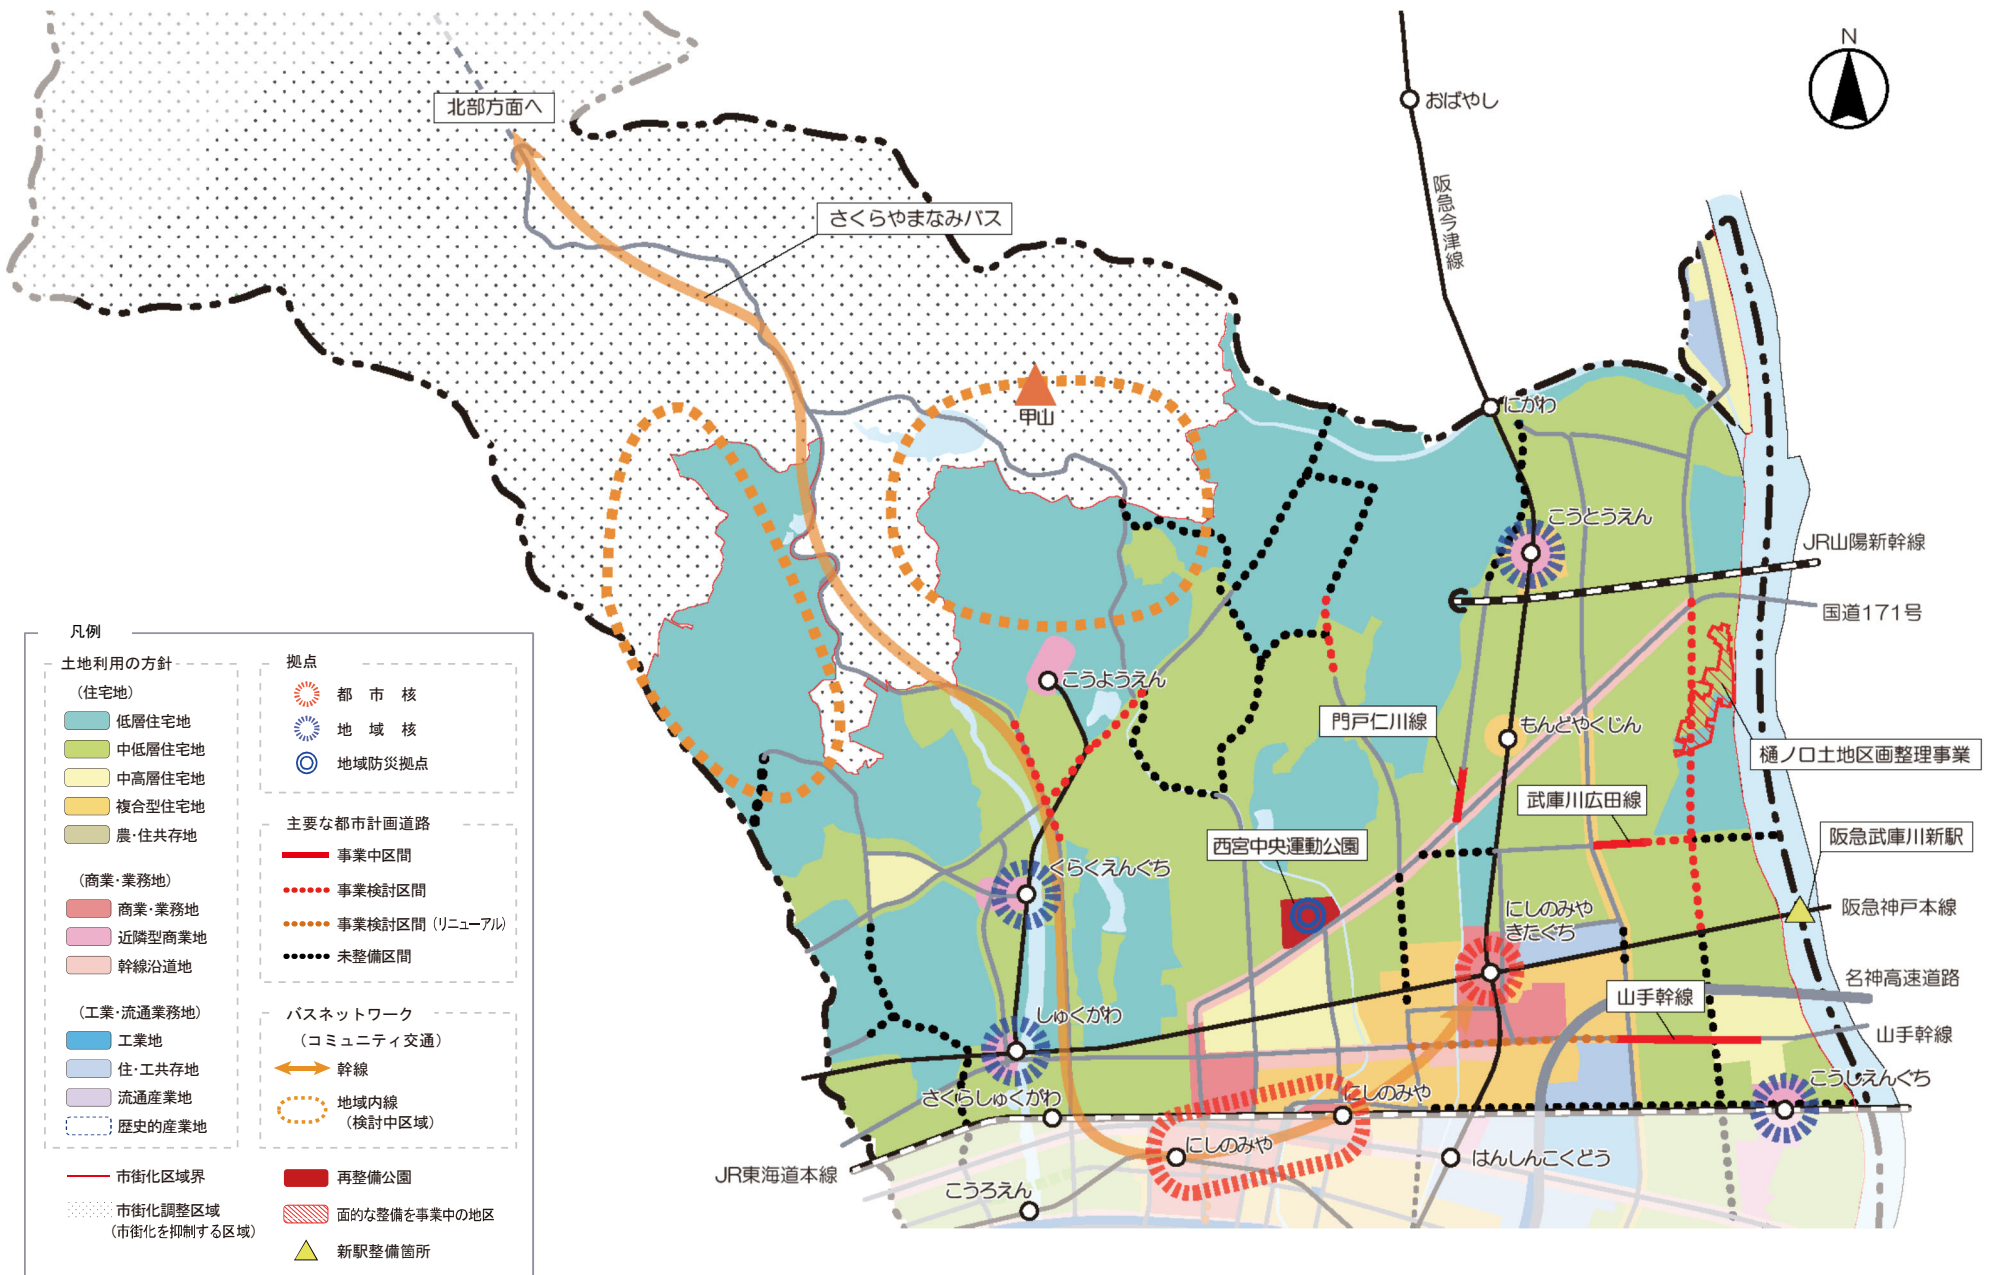 N
おばやし
北部方面へ
阪急今津線
さくらやまなみバス
甲山
にがわ
こうとうえん
JR山陽新幹線
国道171号
こうようえん
門戸仁川線
もんどやくじん
樋ノ口土地区画整理事業
武庫川広田線
阪急武庫川新駅
西宮中央運動公園
くらくえんぐち
にしのみや
きたぐち
阪急神戸本線
名神高速道路
山手幹線
しゅくがわ
山手幹線
こうしえんぐち
さくらしゅくがわ
にしのみや
にしのみや
はんしんこくどう
JR東海道本線
こうろえん
凡例
土地利用の方針
(住宅地)
低層住宅地
中低層住宅地
中高層住宅地
複合型住宅地
農・住共存地
(商業・業務地)
商業・業務地
近隣型商業地
幹線沿道地
(工業・流通業務地)
工業地
住・工共存地
流通産業地
歴史的産業地
市街化区域界
市街化調整区域
(市街化を抑制する区域)
拠点
都市核
地域核
地域防災拠点
主要な都市計画道路
事業中区間
事業検討区間
事業検討区間(リニューアル)
未整備区間
バスネットワーク
(コミュニティ交通)
幹線
地域内線
(検討中区域)
再整備公園
面的な整備を事業中の地区
新駅整備箇所